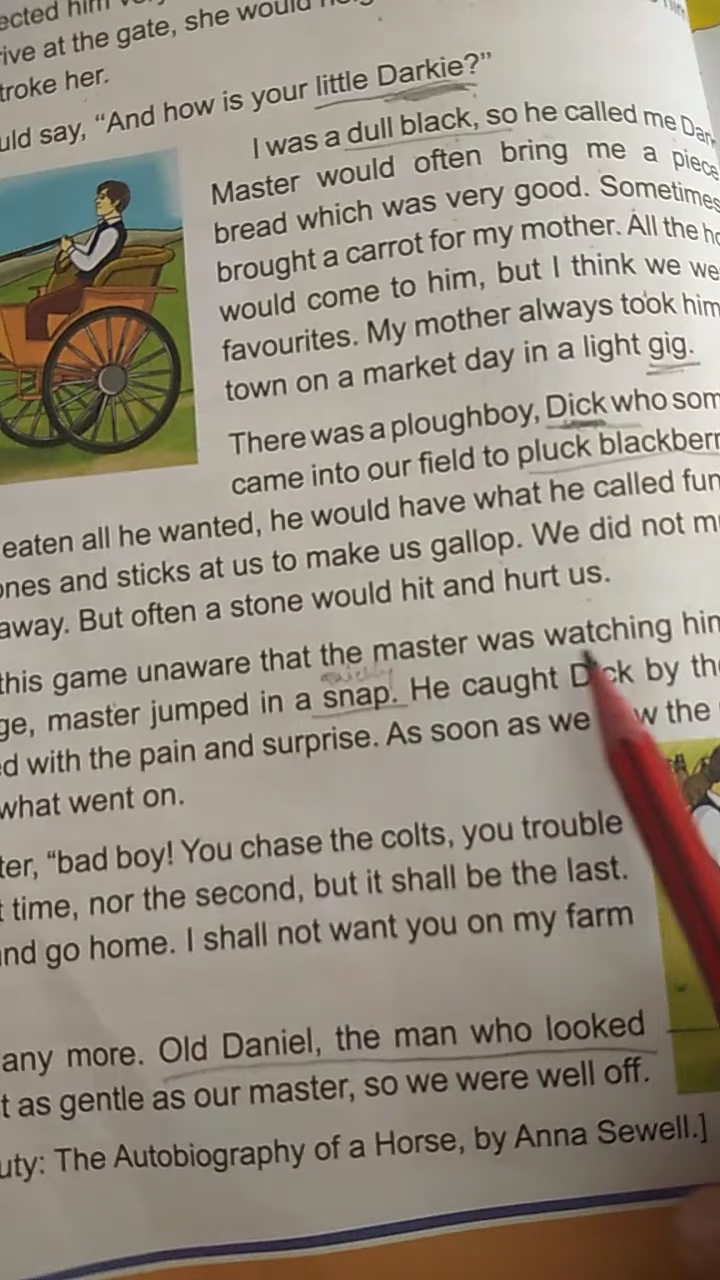 ected him
ive at the gate, she would
troke her.
uld say, “And how is your little Darkie?”
I was a dull black, so he called me Dar
Master would often bring me a piece
bread which was very good. Sometimes
brought a carrot for my mother. All the ho
would come to him, but I think we we
favourites. My mother always took him
town on a market day in a light gig.
There was a ploughboy, Dick who som
came into our field to pluck blackberr
eaten all he wanted, he would have what he called fun
ones and sticks at us to make us gallop. We did not m
away. But often a stone would hit and hurt us.
this game unaware that the master was watching him
quickly
ge, master jumped in a snap. He caught Dick by the
ed with the pain and surprise. As soon as we w the
what went on.
ter, “bad boy! You chase the colts, you trouble
t time, nor the second, but it shall be the last.
nd go home. I shall not want you on my farm
any more. Old Daniel, the man who looked
t as gentle as our master, so we were well off.
uty: The Autobiography of a Horse, by Anna Sewell.]